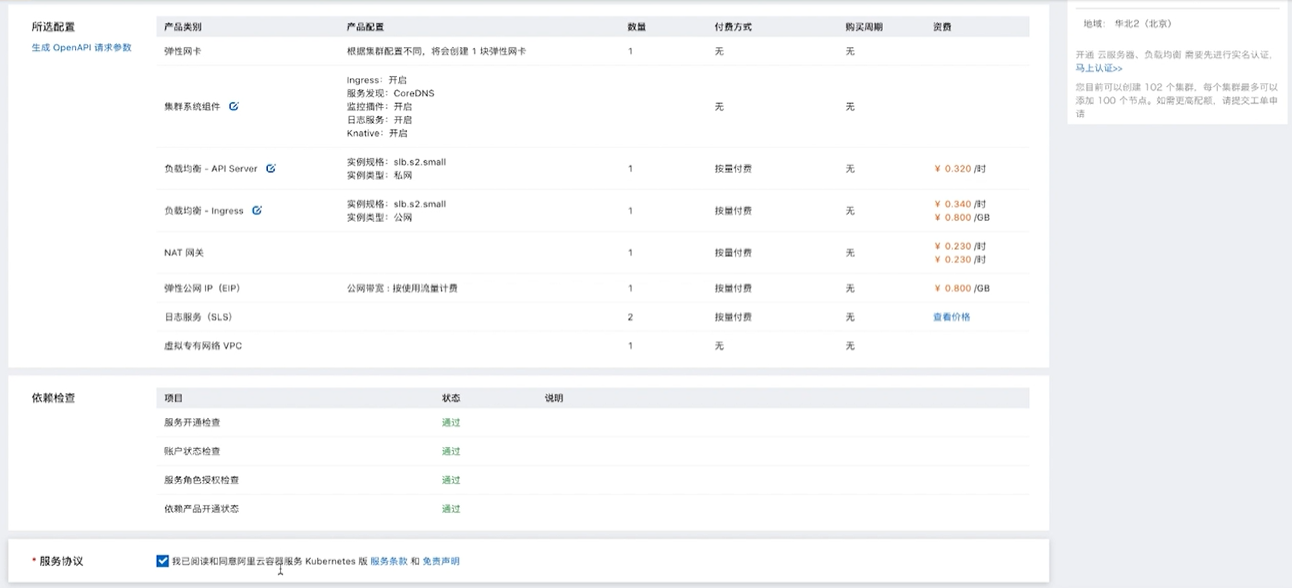 所选配置
生成 OpenAPI 请求参数
产品类别 产品配置 数量 付费方式 购买周期 资费
弹性网卡 根据集群配置不同，将会创建 1 块弹性网卡 1 无 无
集群系统组件 Ingress：开启
服务发现：CoreDNS
监控插件：开启
日志服务：开启
Knative：开启
无 无
负载均衡 - API Server 实例规格：slb.s2.small
实例类型：私网
1 按量付费 无 ¥ 0.320 /时
负载均衡 - Ingress 实例规格：slb.s2.small
实例类型：公网
1 按量付费 无 ¥ 0.340 /时
¥ 0.800 /GB
NAT 网关 1 按量付费 无 ¥ 0.230 /时
¥ 0.230 /时
弹性公网 IP（EIP） 公网带宽：按使用流量计费 1 按量付费 无 ¥ 0.800 /GB
日志服务（SLS） 2 按量付费 无 查看价格
虚拟专有网络 VPC 1 无 无
依赖检查
项目 状态 说明
服务开通检查 通过
账户状态检查 通过
服务角色授权检查 通过
依赖产品开通状态 通过
* 服务协议 我已阅读和同意阿里云容器服务 Kubernetes 版 服务条款 和 免责声明
地域： 华北2（北京）
开通 云服务器、负载均衡 需要先进行实名认证,
马上认证>>
您目前可以创建 102 个集群，每个集群最多可以
添加 100 个节点。如需更高配额，请提交工单申
请